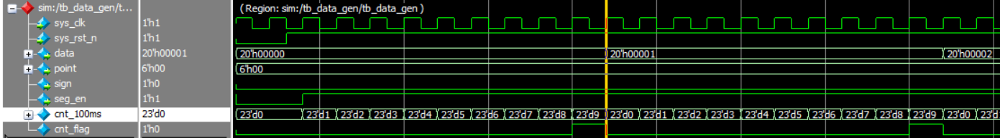 sim:/tb_data_gen/t... (Region: sim:/tb_data_gen/tb_data_gen )
sys_clk 1'h1
sys_rst_n 1'h1
data 20'h00001 20'h00000 20'h00001 20'h00002
point 6'h00 6'h00
sign 1'h0
seg_en 1'h1
cnt_100ms 23'd0 23'd0 23'd1 23'd2 23'd3 23'd4 23'd5 23'd6 23'd7 23'd8 23'd9 23'd0 23'd1 23'd2 23'd3 23'd4 23'd5 23'd6 23'd7 23'd8 23'd9 23'd0 23'd
cnt_flag 1'h0